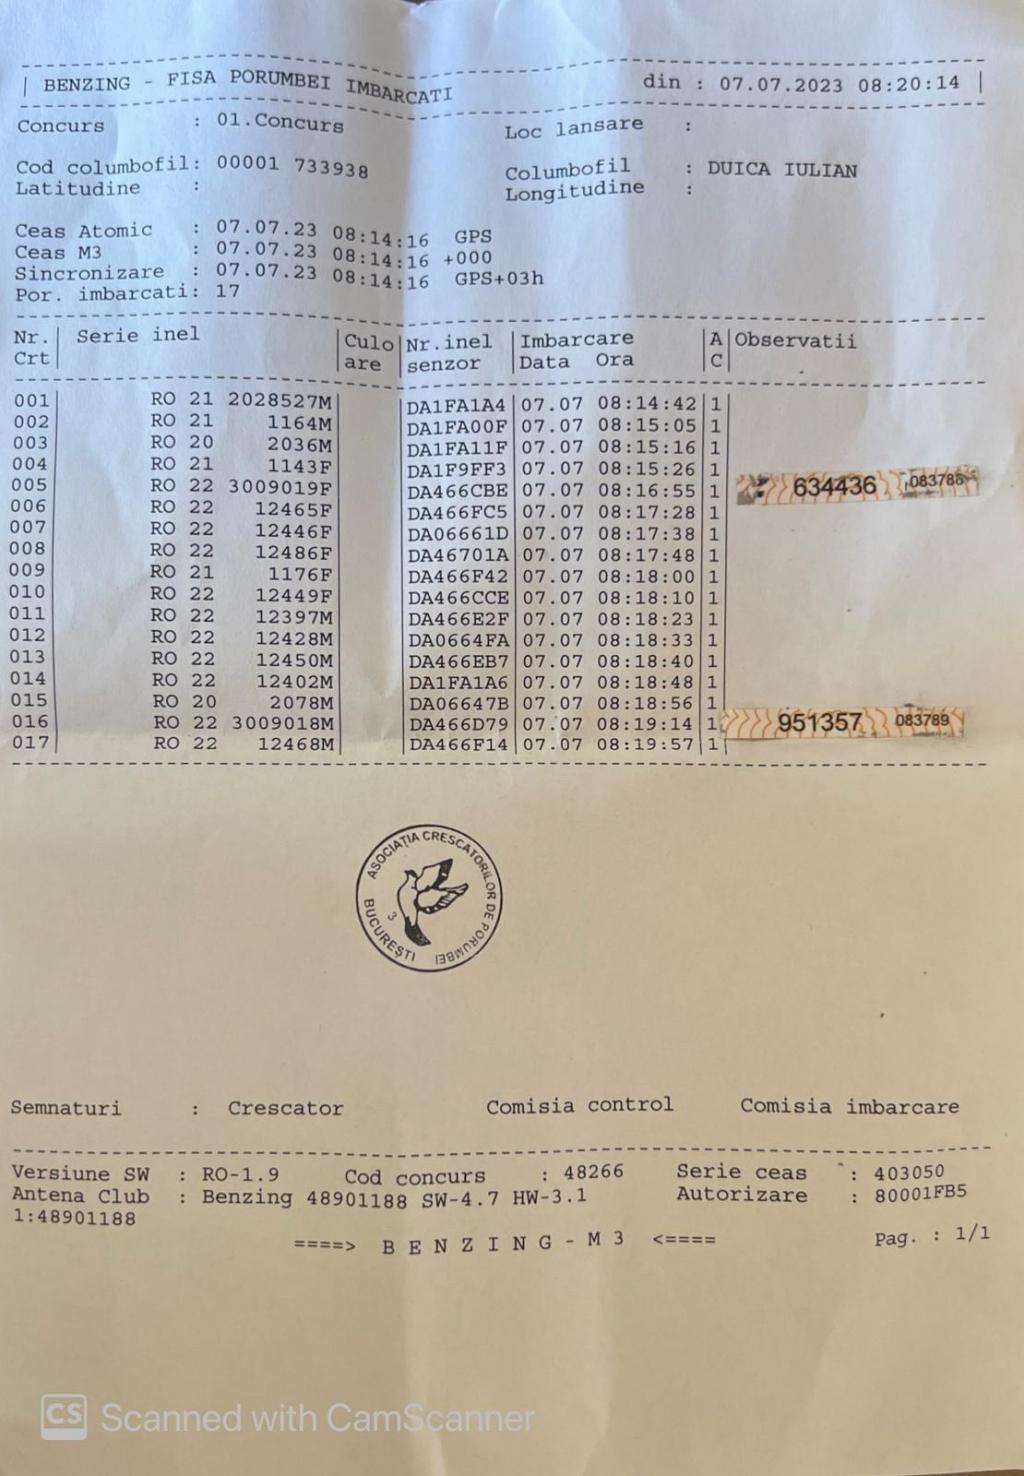 BENZING - FISA PORUMBEI IMBARCATI din : 07.07.2023 08:20:14
Concurs : 01.Concurs Loc lansare :
Cod columbofil: 00001 733938 Columbofil : DUICA IULIAN
Latitudine : Longitudine :
Ceas Atomic : 07.07.23 08:14:16 GPS
Ceas M3 : 07.07.23 08:14:16 +000
Sincronizare : 07.07.23 08:14:16 GPS+03h
Por. imbarcati: 17
Nr. | Serie inel | Culo | Nr.inel | Imbarcare | A | Observatii
Crt | | are | senzor | Data Ora | C |
001 | RO 21 2028527M | | DA1FA1A4 | 07.07 08:14:42 | 1 |
002 | RO 21 1164M | | DA1FA00F | 07.07 08:15:05 | 1 |
003 | RO 20 2036M | | DA1FA11F | 07.07 08:15:16 | 1 |
004 | RO 21 1143F | | DA1F9FF3 | 07.07 08:15:26 | 1 |
005 | RO 22 3009019F | | DA466CBE | 07.07 08:16:55 | 1 | 634436
006 | RO 22 12465F | | DA466FC5 | 07.07 08:17:28 | 1 |
007 | RO 22 12446F | | DA06661D | 07.07 08:17:38 | 1 |
008 | RO 22 12486F | | DA46701A | 07.07 08:17:48 | 1 |
009 | RO 21 1176F | | DA466F42 | 07.07 08:18:00 | 1 |
010 | RO 22 12449F | | DA466CCE | 07.07 08:18:10 | 1 |
011 | RO 22 12397M | | DA466E2F | 07.07 08:18:23 | 1 |
012 | RO 22 12428M | | DA0664FA | 07.07 08:18:33 | 1 |
013 | RO 22 12450M | | DA466EB7 | 07.07 08:18:40 | 1 |
014 | RO 22 12402M | | DA1FA1A6 | 07.07 08:18:48 | 1 |
015 | RO 20 2078M | | DA06647B | 07.07 08:18:56 | 1 |
016 | RO 22 3009018M | | DA466D79 | 07.07 08:19:14 | 1 | 951357 083789
017 | RO 22 12468M | | DA466F14 | 07.07 08:19:57 | 1 |
ASOCIAȚIA CRESCATORILOR DE PORUMBEI
BUCUREȘTI
3
Semnaturi : Crescator Comisia control Comisia imbarcare
Versiune SW : RO-1.9 Cod concurs : 48266 Serie ceas : 403050
Antena Club : Benzing 48901188 SW-4.7 HW-3.1 Autorizare : 80001FB5
1:48901188
====> B E N Z I N G - M 3 <==== Pag. : 1/1
CS Scanned with CamScanner